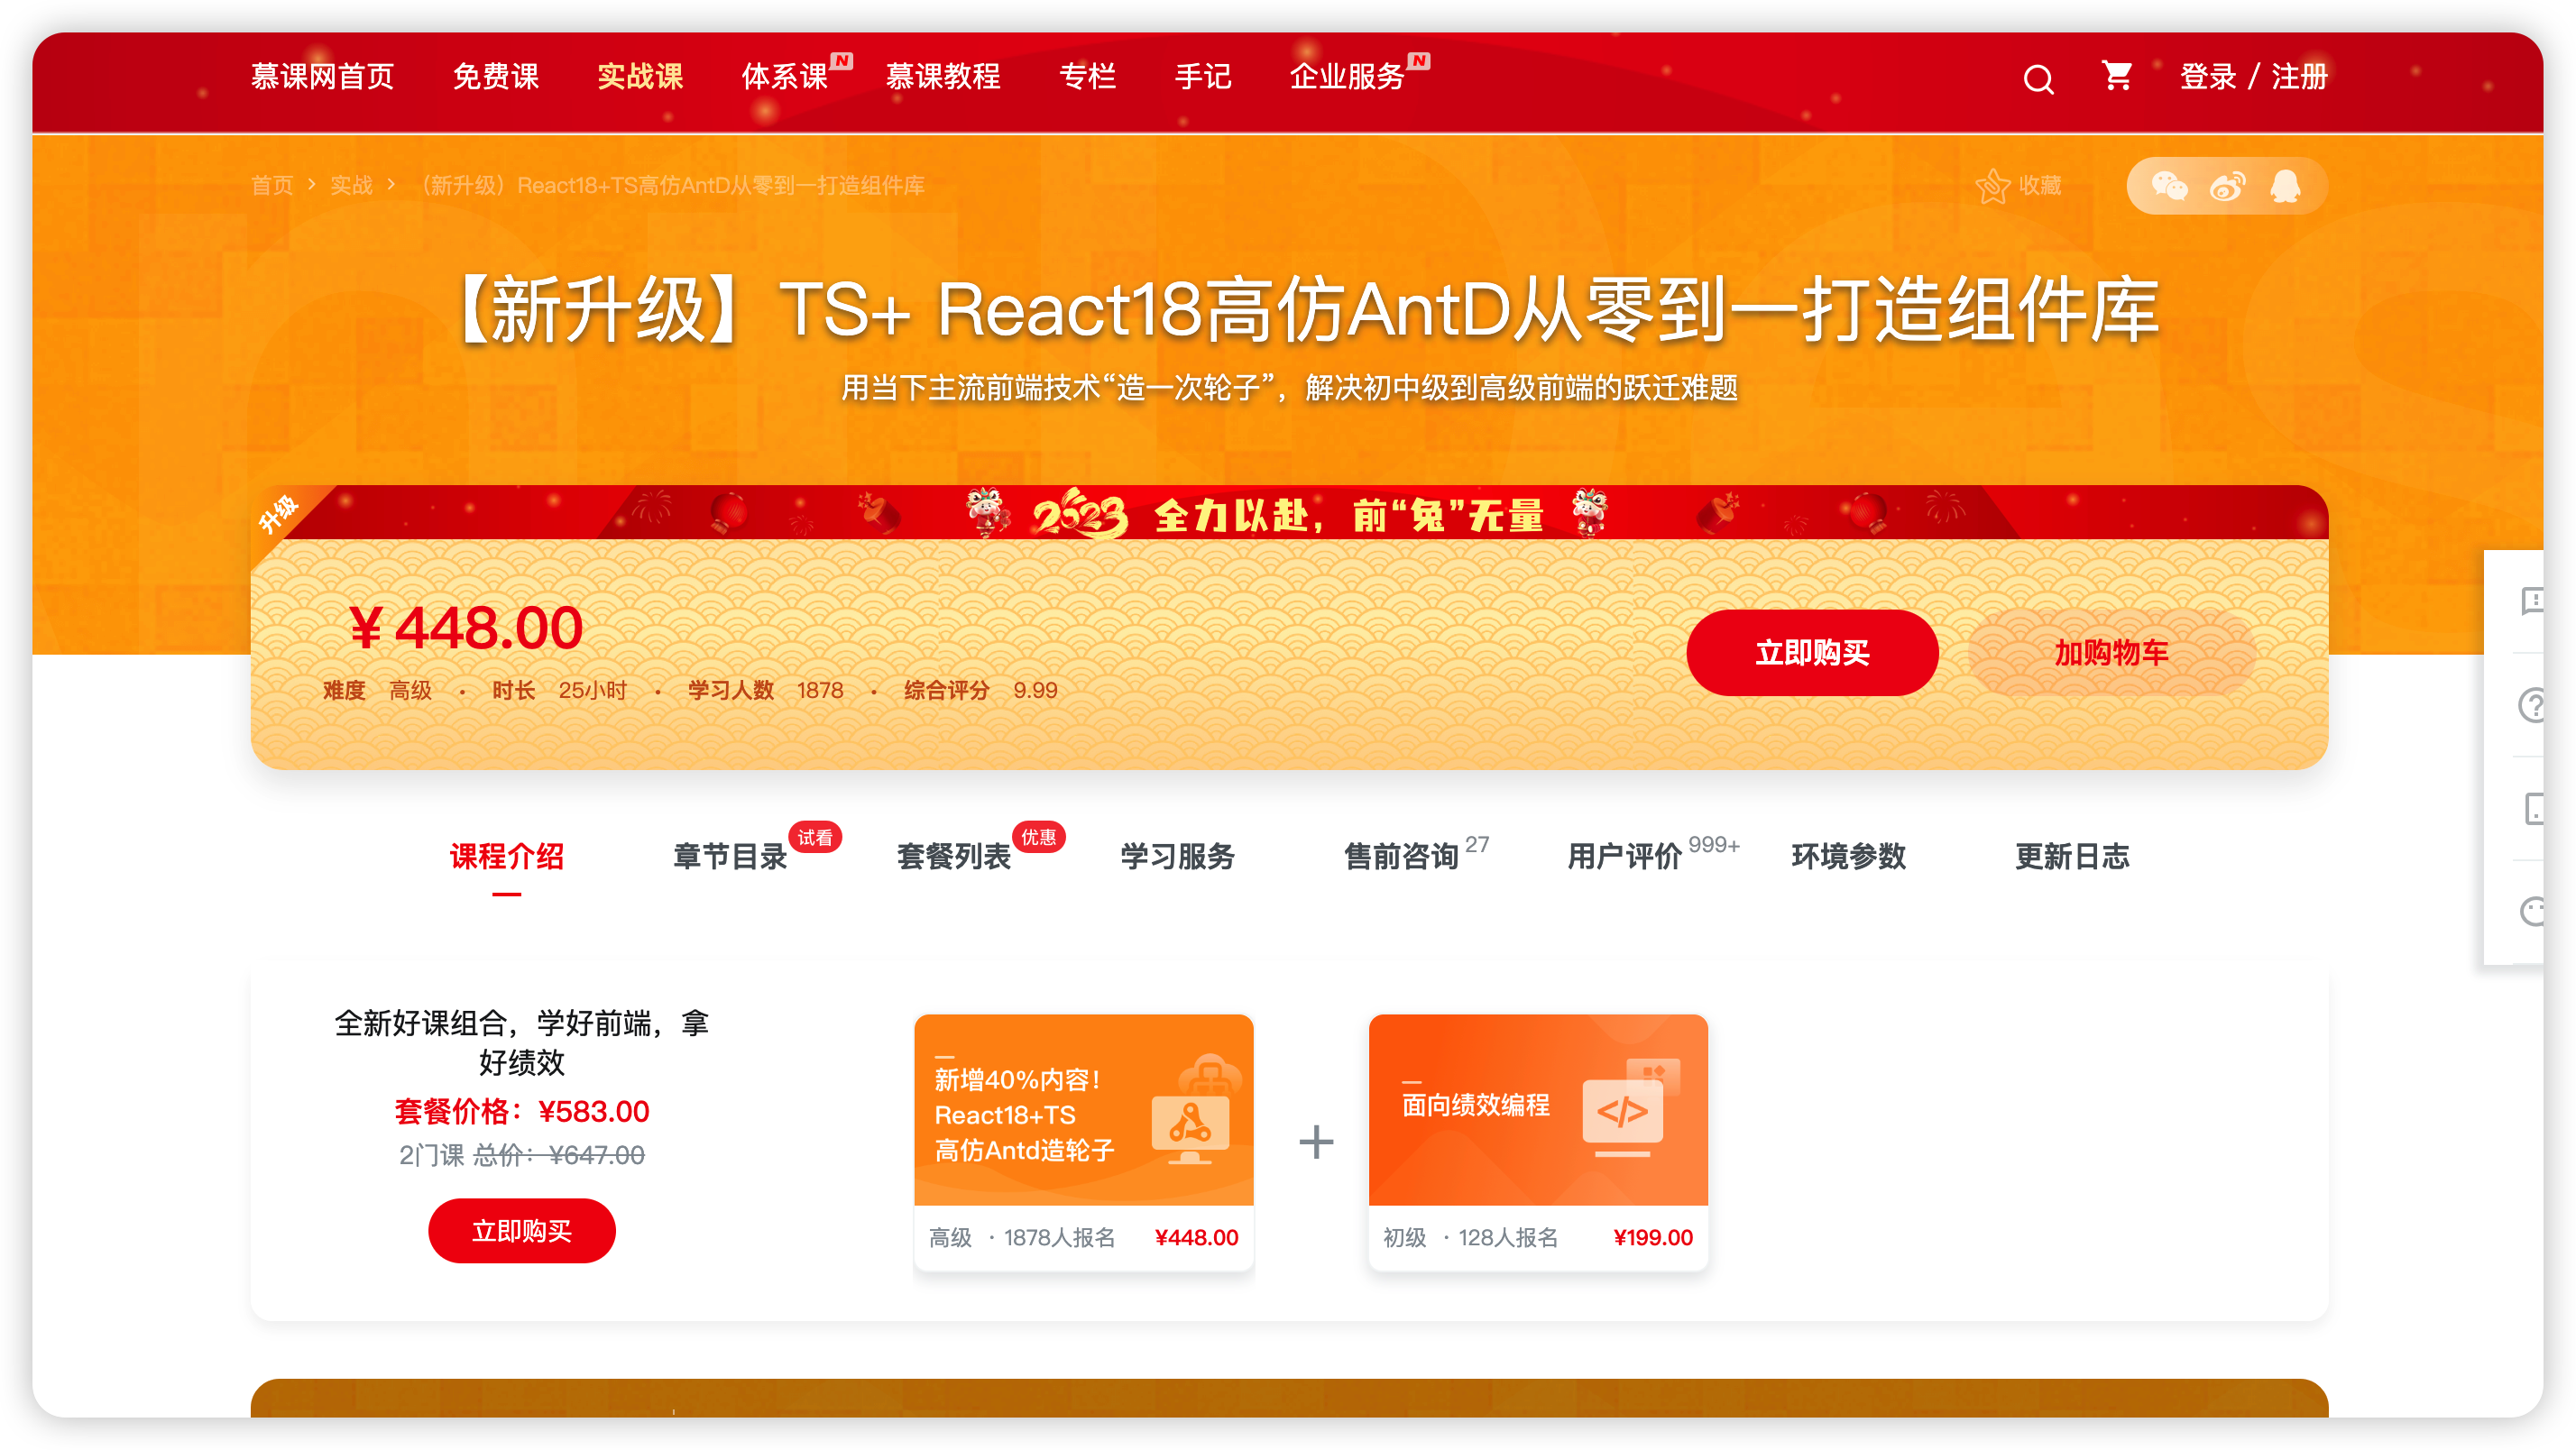 慕课网首页 免费课 实战课 体系课 N 慕课教程 专栏 手记 企业服务 N 登录 / 注册
首页 > 实战 > （新升级）React18+TS高仿AntD从零到一打造组件库 收藏
【新升级】TS+ React18高仿AntD从零到一打造组件库
用当下主流前端技术“造一次轮子”，解决初中级到高级前端的跃迁难题
升级
2023 全力以赴，前“兔”无量
¥ 448.00
立即购买 加购物车
难度 高级 · 时长 25小时 · 学习人数 1878 · 综合评分 9.99
课程介绍 章节目录 试看 套餐列表 优惠 学习服务 售前咨询 27 用户评价 999+ 环境参数 更新日志
全新好课组合，学好前端，拿
好绩效
套餐价格：¥583.00
2门课 总价：¥647.00
立即购买
新增40%内容！
React18+TS
高仿Antd造轮子
高级 · 1878人报名 ¥448.00
+
面向绩效编程
</>
初级 · 128人报名 ¥199.00